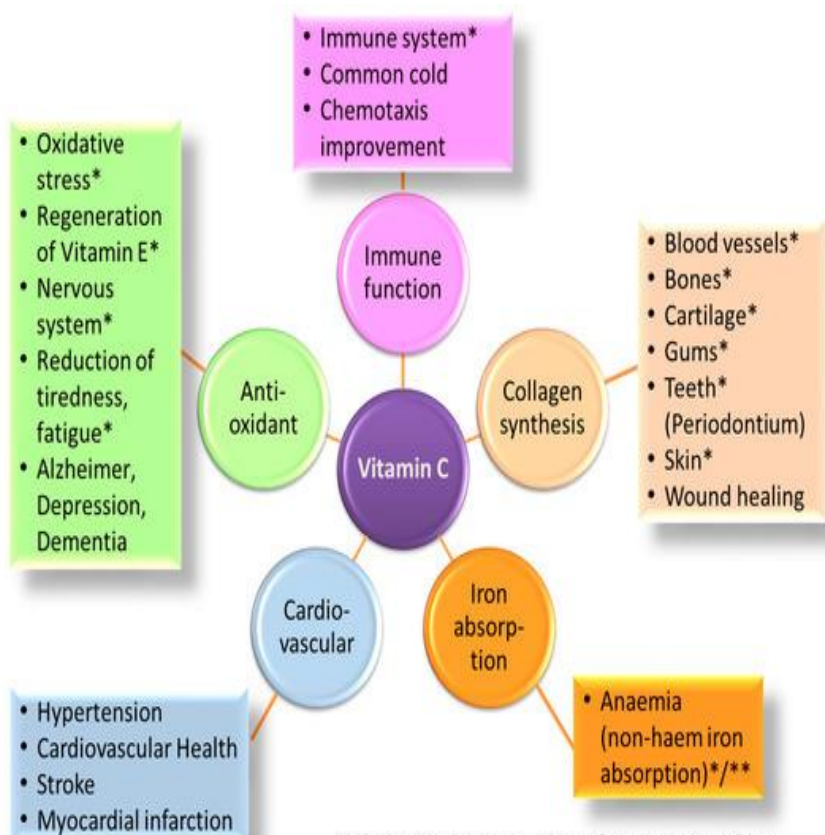 • Immune system*
• Common cold
• Chemotaxis
improvement
• Oxidative
stress*
• Regeneration
of Vitamin E*
• Nervous
system*
• Reduction of
tiredness,
fatigue*
• Alzheimer,
Depression,
Dementia
Immune
function
• Blood vessels*
• Bones*
• Cartilage*
• Gums*
• Teeth*
(Periodontium)
• Skin*
• Wound healing
Anti-
oxidant
Collagen
synthesis
Vitamin C
Cardio-
vascular
Iron
absorp-
tion
• Hypertension
• Cardiovascular Health
• Stroke
• Myocardial infarction
• Anaemia
(non-haem iron
absorption)*/**